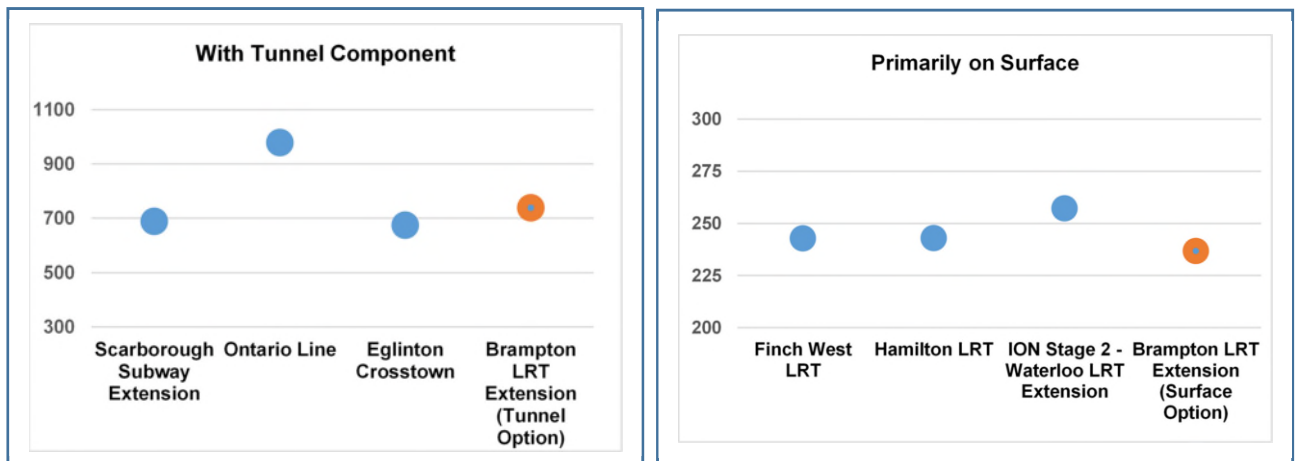 With Tunnel Component
1100
900
700
500
300
Scarborough
Subway
Extension
Ontario Line
Eglinton
Crosstown
Brampton
LRT
Extension
(Tunnel
Option)
Primarily on Surface
300
275
250
225
200
Finch West
LRT
Hamilton LRT
ION Stage 2 -
Waterloo LRT
Extension
Brampton LRT
Extension
(Surface
Option)